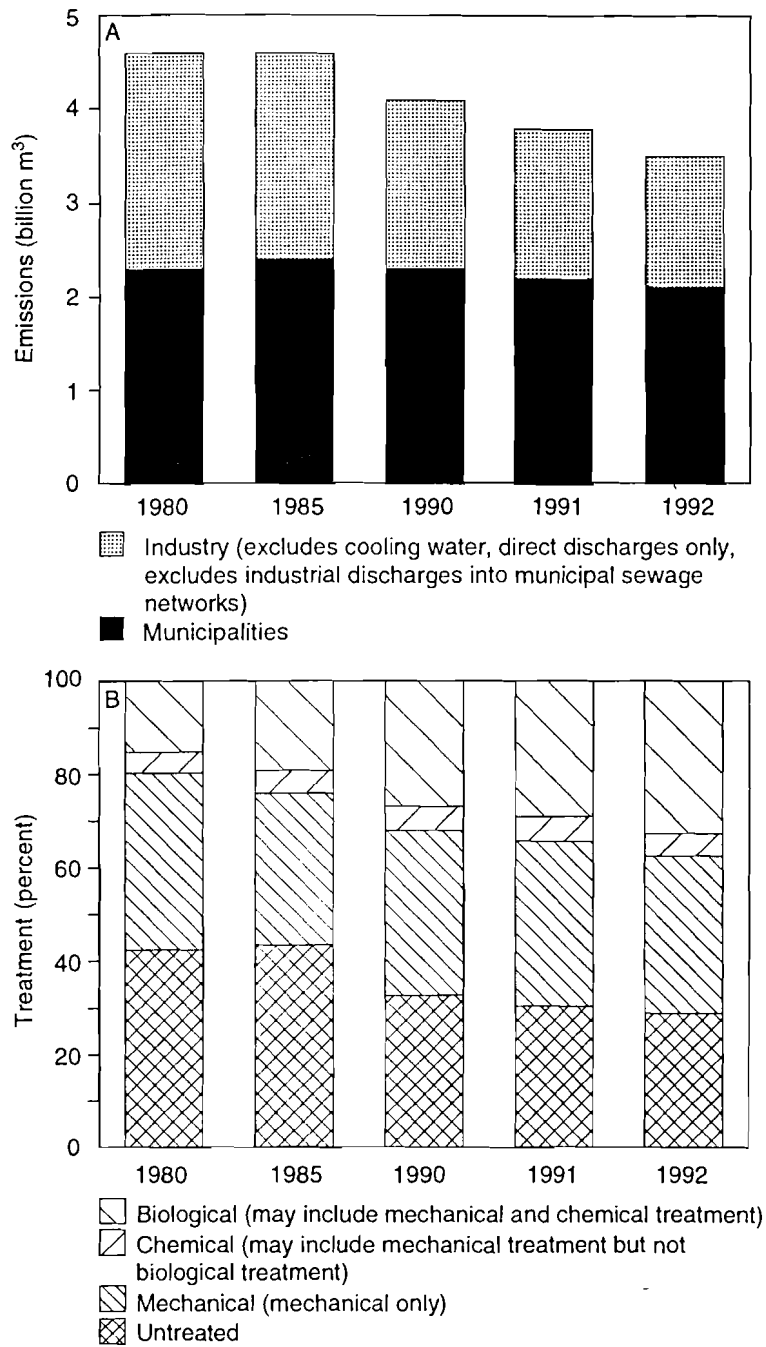 A
5
4
3
2
1
0
Emissions (billion m³)
1980 1985 1990 1991 1992
Industry (excludes cooling water, direct discharges only,
excludes industrial discharges into municipal sewage
networks)
Municipalities
B
100
80
60
40
20
0
Treatment (percent)
1980 1985 1990 1991 1992
Biological (may include mechanical and chemical treatment)
Chemical (may include mechanical treatment but not
biological treatment)
Mechanical (mechanical only)
Untreated